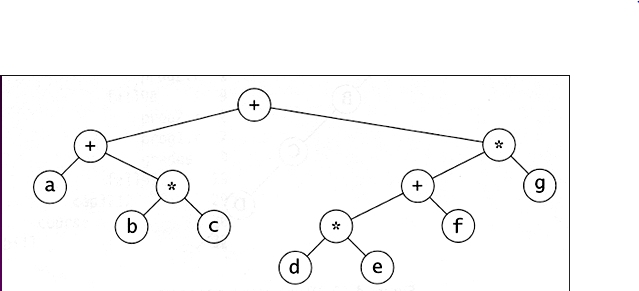 +
+ *
a * + g
b c * f
d e